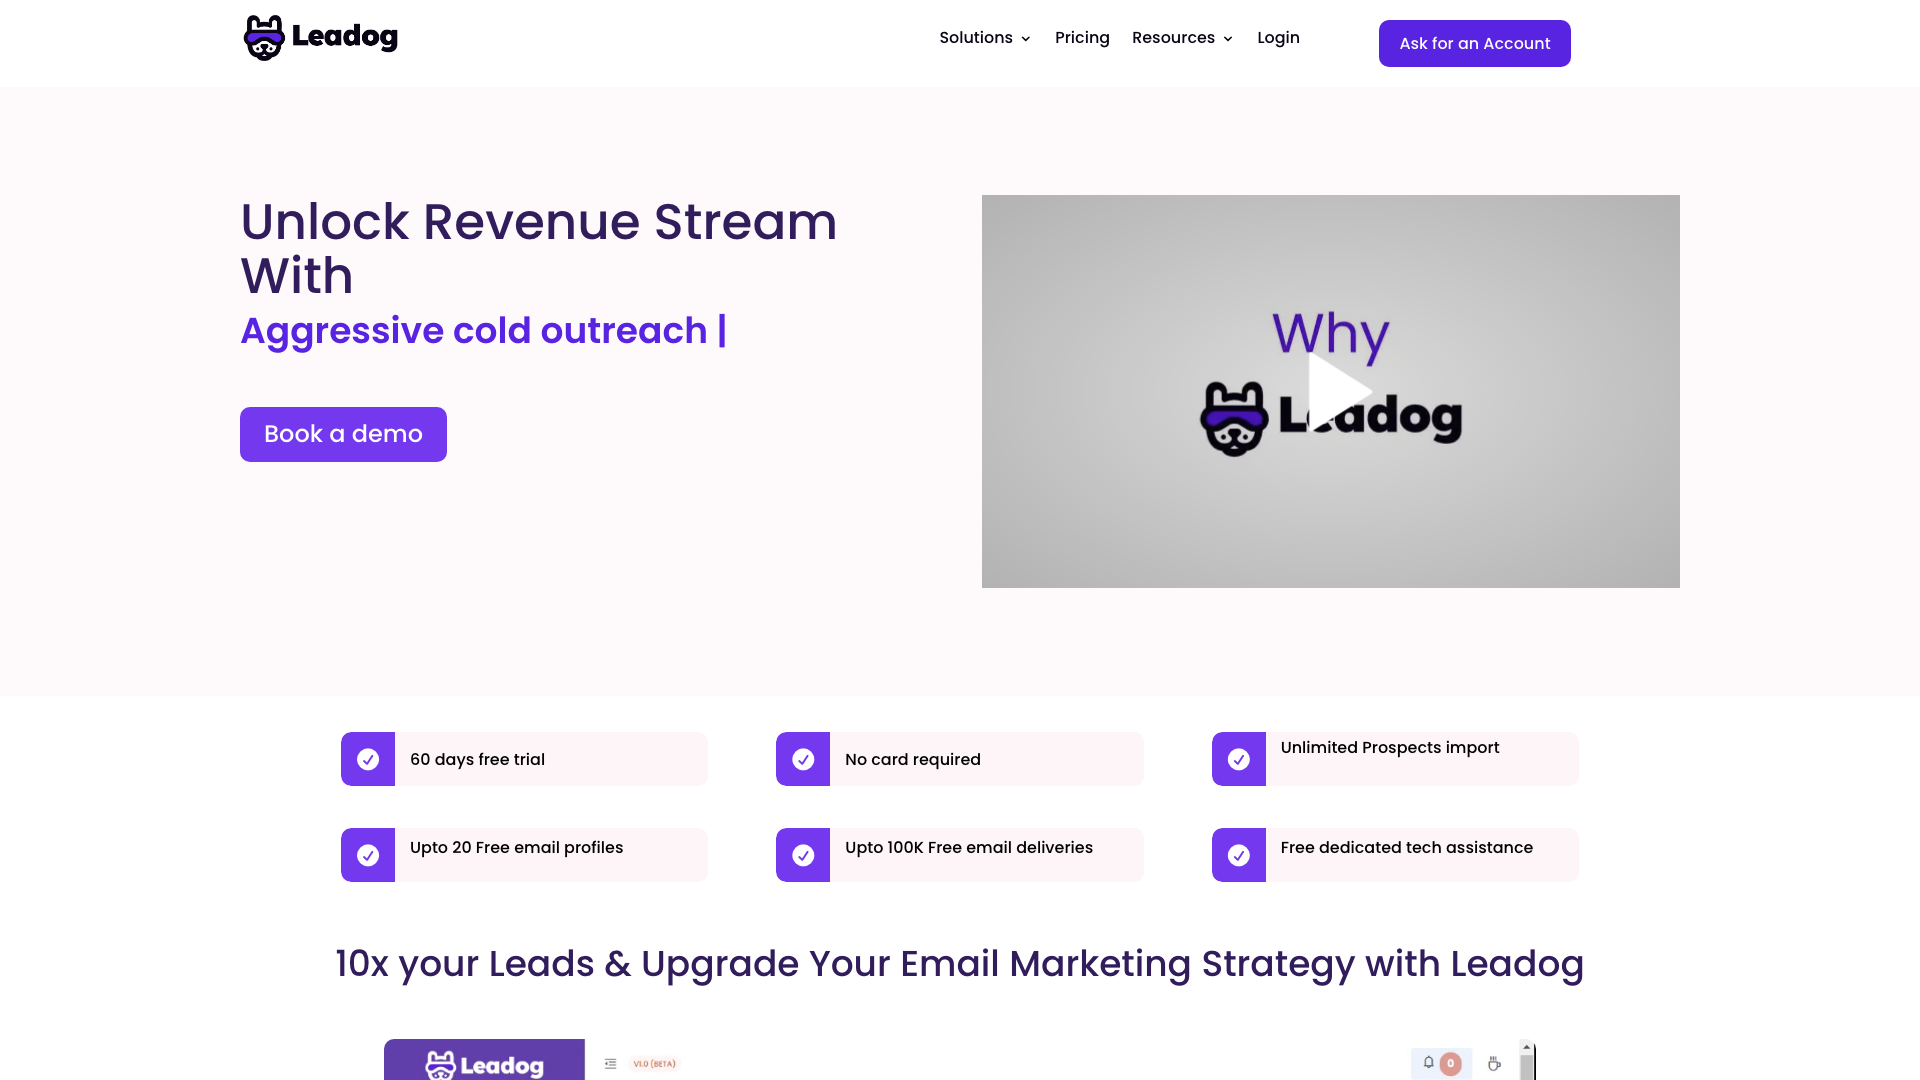 Leadog
Solutions
Pricing
Resources
Login
Ask for an Account
Unlock Revenue Stream
With
Aggressive cold outreach |
Book a demo
Why
Leadog
60 days free trial
No card required
Unlimited Prospects import
Upto 20 Free email profiles
Upto 100K Free email deliveries
Free dedicated tech assistance
10x your Leads & Upgrade Your Email Marketing Strategy with Leadog
Leadog
V1.0 (BETA)
0